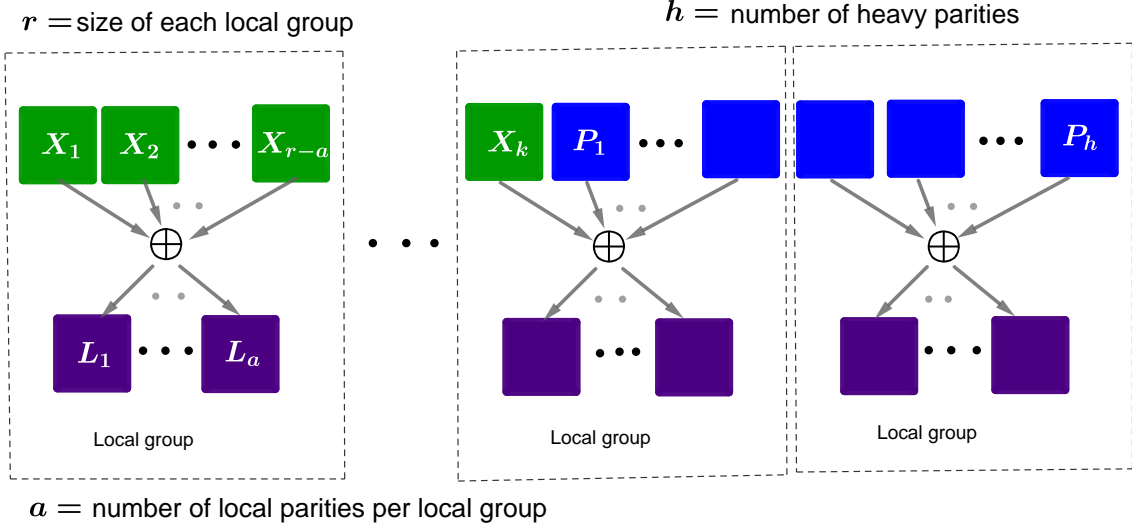 r = size of each local group
h = number of heavy parities
X₁ X₂ Xᵣ₋ₐ Xₖ P₁ Pₕ
L₁ Lₐ
Local group Local group Local group
a = number of local parities per local group